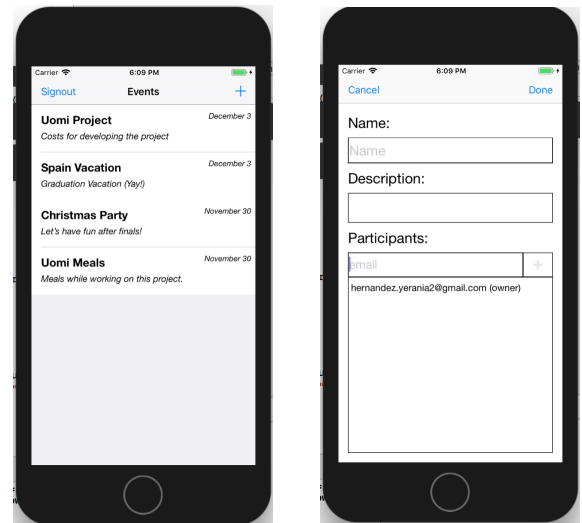 Carrier 6:09 PM
Signout Events +
Uomi Project December 3
Costs for developing the project
Spain Vacation December 3
Graduation Vacation (Yay!)
Christmas Party November 30
Let's have fun after finals!
Uomi Meals November 30
Meals while working on this project.
Carrier 6:09 PM
Cancel Done
Name:
Name
Description:
Participants:
email +
hernandez.yerania2@gmail.com (owner)